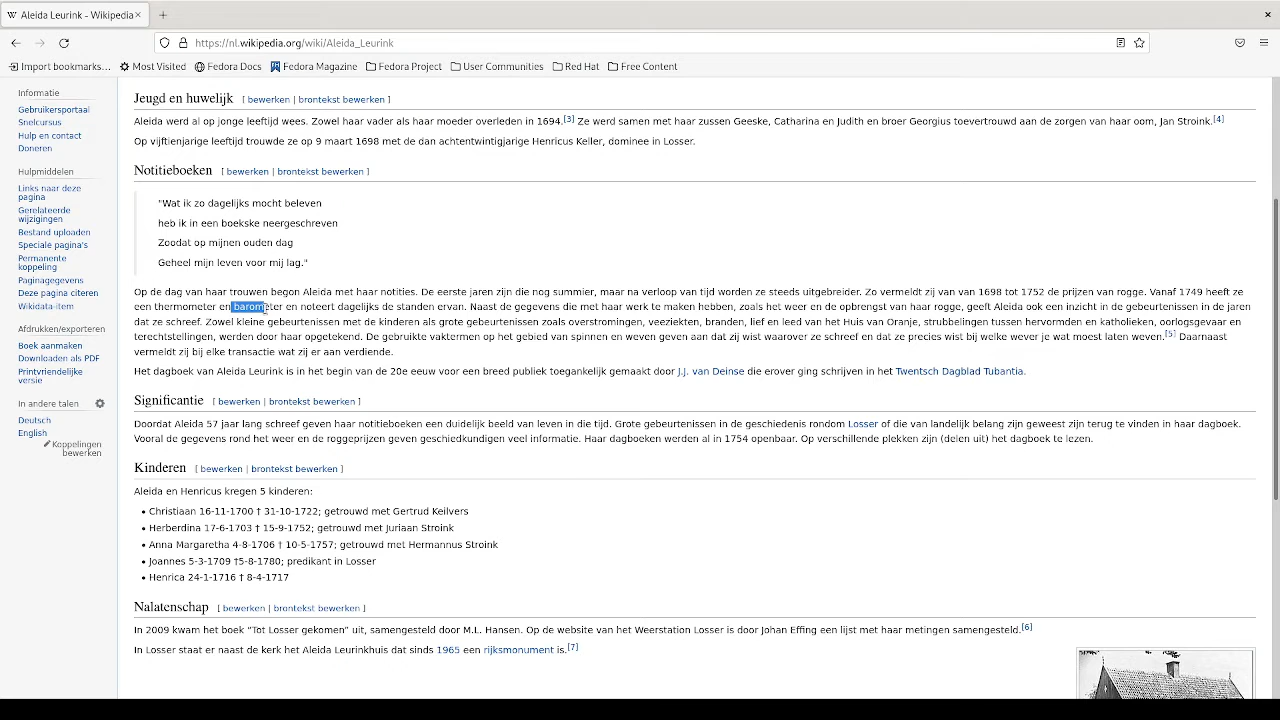 Aleida Leurink - Wikipedia
https://nl.wikipedia.org/wiki/Aleida_Leurink
Import bookmarks… Most Visited Fedora Docs Fedora Magazine Fedora Project User Communities Red Hat Free Content
Informatie
Gebruikersportaal
Snelcursus
Hulp en contact
Doneren
Hulpmiddelen
Links naar deze
pagina
Gerelateerde
wijzigingen
Bestand uploaden
Speciale pagina's
Permanente
koppeling
Paginagegevens
Deze pagina citeren
Wikidata-item
Afdrukken/exporteren
Boek aanmaken
Downloaden als PDF
Printvriendelijke
versie
In andere talen
Deutsch
English
Koppelingen
bewerken
Jeugd en huwelijk [ bewerken | brontekst bewerken ]
Aleida werd al op jonge leeftijd wees. Zowel haar vader als haar moeder overleden in 1694.[3] Ze werd samen met haar zussen Geeske, Catharina en Judith en broer Georgius toevertrouwd aan de zorgen van haar oom, Jan Stroink.[4]
Op vijftienjarige leeftijd trouwde ze op 9 maart 1698 met de dan achtentwintigjarige Henricus Keller, dominee in Losser.
Notitieboeken [ bewerken | brontekst bewerken ]
"Wat ik zo dagelijks mocht beleven
heb ik in een boekske neergeschreven
Zoodat op mijnen ouden dag
Geheel mijn leven voor mij lag."
Op de dag van haar trouwen begon Aleida met haar notities. De eerste jaren zijn die nog summier, maar na verloop van tijd worden ze steeds uitgebreider. Zo vermeldt zij van van 1698 tot 1752 de prijzen van rogge. Vanaf 1749 heeft ze
een thermometer en barometer en noteert dagelijks de standen ervan. Naast de gegevens die met haar werk te maken hebben, zoals het weer en de opbrengst van haar rogge, geeft Aleida ook een inzicht in de gebeurtenissen in de jaren
dat ze schreef. Zowel kleine gebeurtenissen met de kinderen als grote gebeurtenissen zoals overstromingen, veeziekten, branden, lief en leed van het Huis van Oranje, strubbelingen tussen hervormden en katholieken, oorlogsgevaar en
terechtstellingen, werden door haar opgetekend. De gebruikte vaktermen op het gebied van spinnen en weven geven aan dat zij wist waarover ze schreef en dat ze precies wist bij welke wever je wat moest laten weven.[5] Daarnaast
vermeldt zij bij elke transactie wat zij er aan verdiende.
Het dagboek van Aleida Leurink is in het begin van de 20e eeuw voor een breed publiek toegankelijk gemaakt door J.J. van Deinse die erover ging schrijven in het Twentsch Dagblad Tubantia.
Significantie [ bewerken | brontekst bewerken ]
Doordat Aleida 57 jaar lang schreef geven haar notitieboeken een duidelijk beeld van leven in die tijd. Grote gebeurtenissen in de geschiedenis rondom Losser of die van landelijk belang zijn geweest zijn terug te vinden in haar dagboek.
Vooral de gegevens rond het weer en de roggeprijzen geven geschiedkundigen veel informatie. Haar dagboeken werden al in 1754 openbaar. Op verschillende plekken zijn (delen uit) het dagboek te lezen.
Kinderen [ bewerken | brontekst bewerken ]
Aleida en Henricus kregen 5 kinderen:
• Christiaan 16-11-1700 † 31-10-1722; getrouwd met Gertrud Keilvers
• Herberdina 17-6-1703 † 15-9-1752; getrouwd met Juriaan Stroink
• Anna Margaretha 4-8-1706 † 10-5-1757; getrouwd met Hermannus Stroink
• Joannes 5-3-1709 †5-8-1780; predikant in Losser
• Henrica 24-1-1716 † 8-4-1717
Nalatenschap [ bewerken | brontekst bewerken ]
In 2009 kwam het boek "Tot Losser gekomen" uit, samengesteld door M.L. Hansen. Op de website van het Weerstation Losser is door Johan Effing een lijst met haar metingen samengesteld.[6]
In Losser staat er naast de kerk het Aleida Leurinkhuis dat sinds 1965 een rijksmonument is.[7]